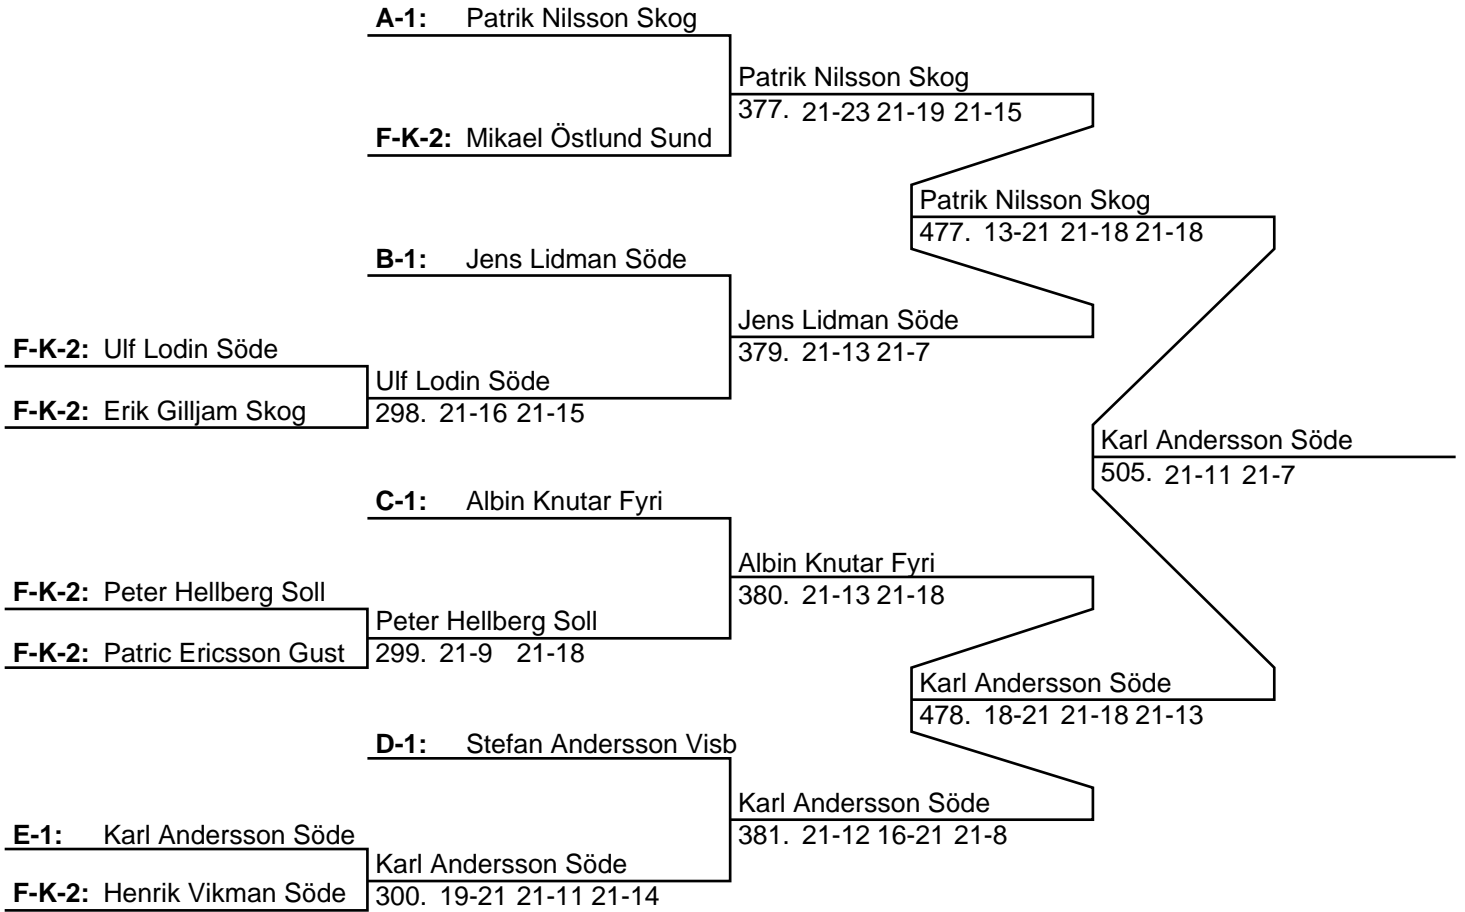 A-1: Patrik Nilsson Skog
Patrik Nilsson Skog
377. 21-23 21-19 21-15
F-K-2: Mikael Östlund Sund
Patrik Nilsson Skog
477. 13-21 21-18 21-18
B-1: Jens Lidman Söde
Jens Lidman Söde
379. 21-13 21-7
F-K-2: Ulf Lodin Söde
Ulf Lodin Söde
298. 21-16 21-15
F-K-2: Erik Gilljam Skog
Karl Andersson Söde
505. 21-11 21-7
C-1: Albin Knutar Fyri
Albin Knutar Fyri
380. 21-13 21-18
F-K-2: Peter Hellberg Soll
Peter Hellberg Soll
299. 21-9 21-18
F-K-2: Patric Ericsson Gust
Karl Andersson Söde
478. 18-21 21-18 21-13
D-1: Stefan Andersson Visb
Karl Andersson Söde
381. 21-12 16-21 21-8
E-1: Karl Andersson Söde
Karl Andersson Söde
300. 19-21 21-11 21-14
F-K-2: Henrik Vikman Söde